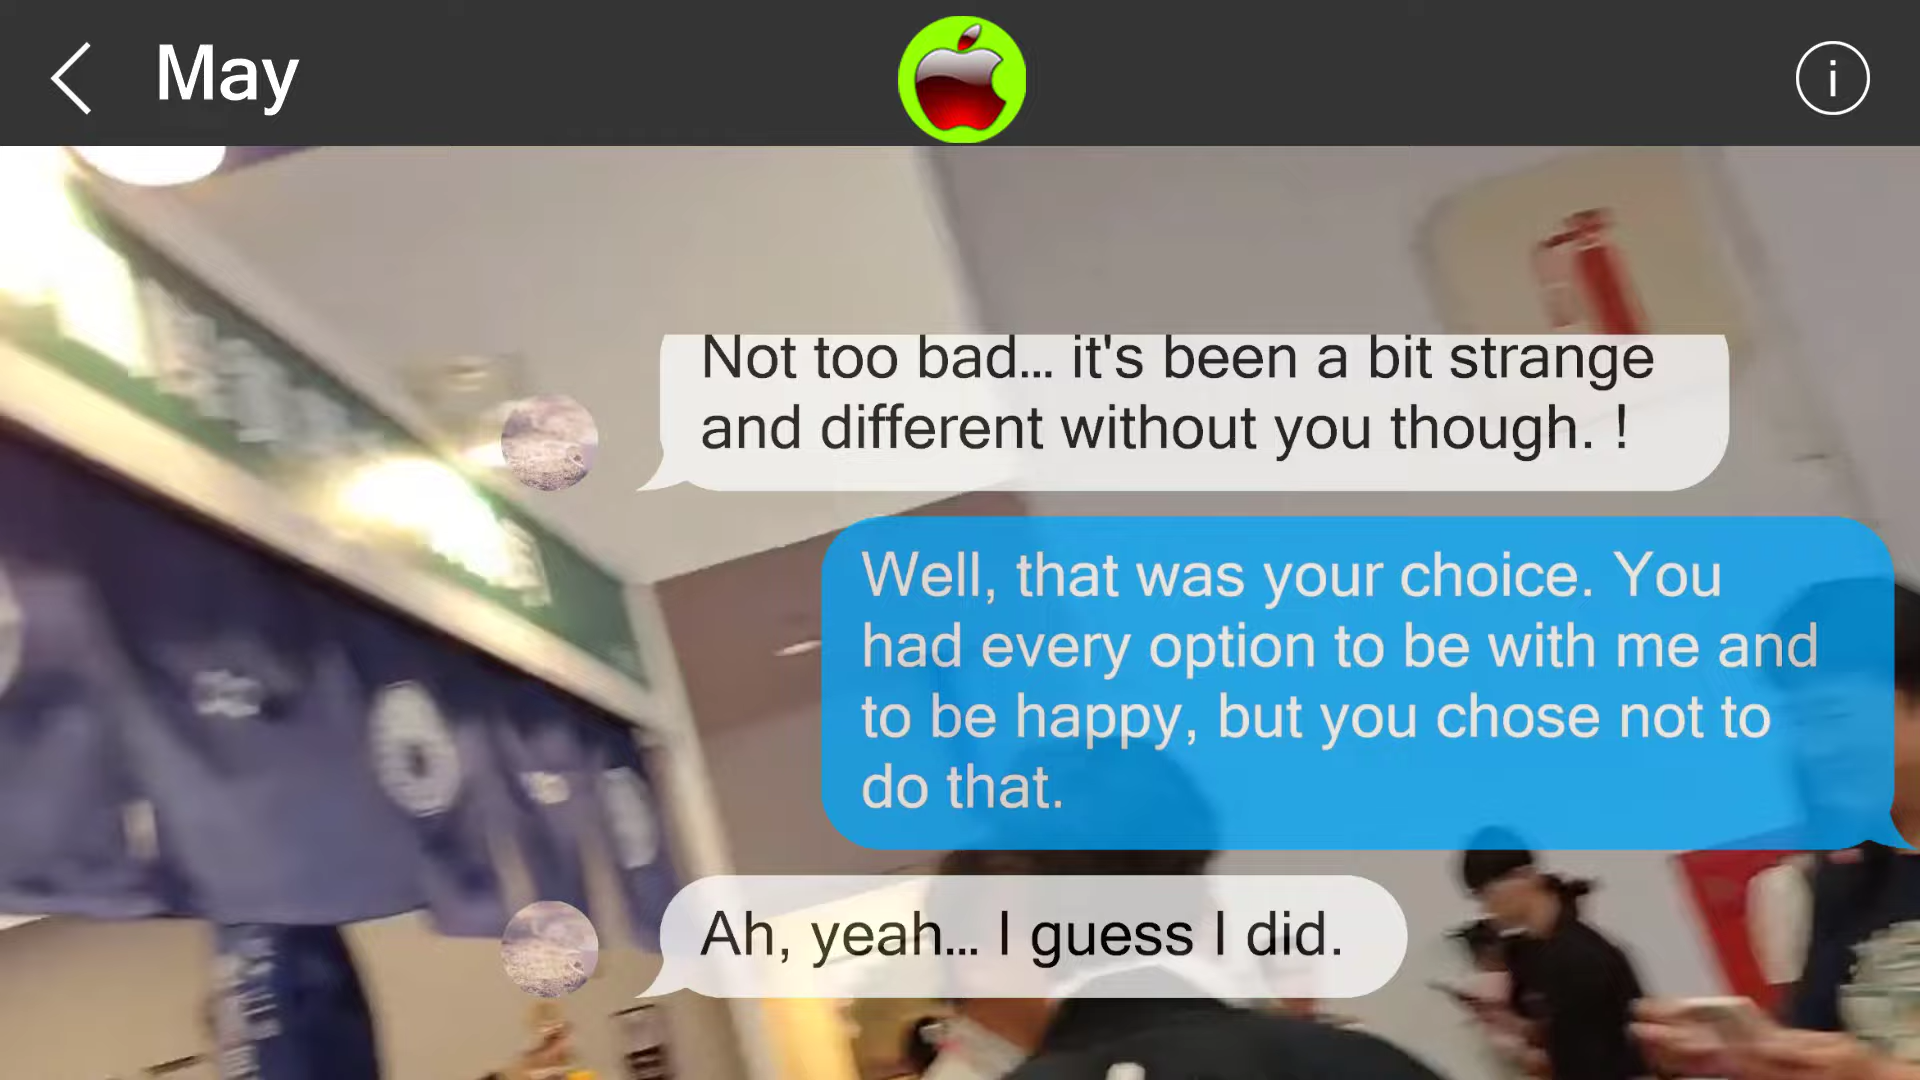 May
Not too bad... it's been a bit strange
and different without you though. !
Well, that was your choice. You
had every option to be with me and
to be happy, but you chose not to
do that.
Ah, yeah... I guess I did.